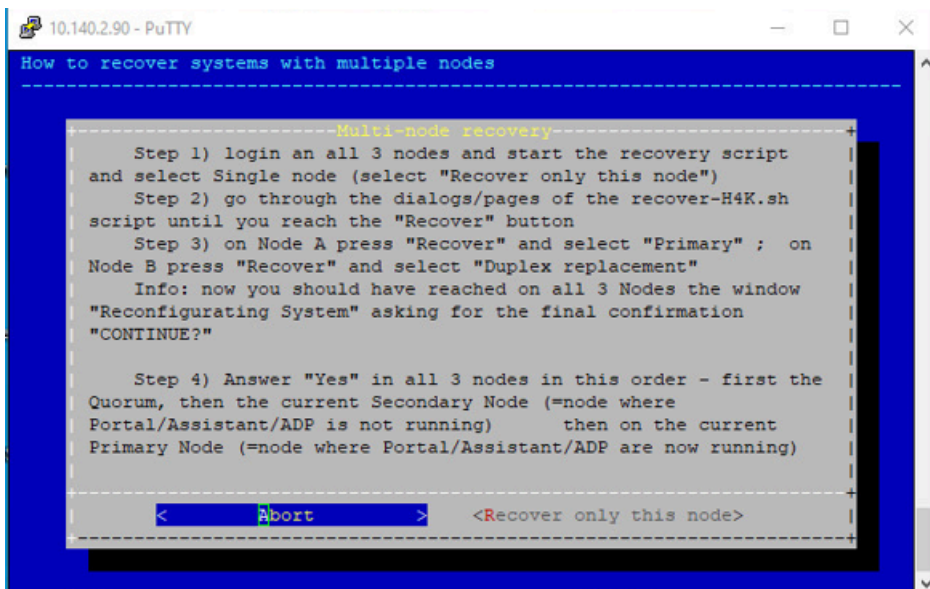 10.140.2.90 - PuTTY
How to recover systems with multiple nodes
Multi-node recovery
Step 1) login an all 3 nodes and start the recovery script
and select Single node (select "Recover only this node")
Step 2) go through the dialogs/pages of the recover-H4K.sh
script until you reach the "Recover" button
Step 3) on Node A press "Recover" and select "Primary" ; on
Node B press "Recover" and select "Duplex replacement"
Info: now you should have reached on all 3 Nodes the window
"Reconfigurating System" asking for the final confirmation
"CONTINUE?"
Step 4) Answer "Yes" in all 3 nodes in this order - first the
Quorum, then the current Secondary Node (=node where
Portal/Assistant/ADP is not running) then on the current
Primary Node (=node where Portal/Assistant/ADP are now running)
< Abort > <Recover only this node>